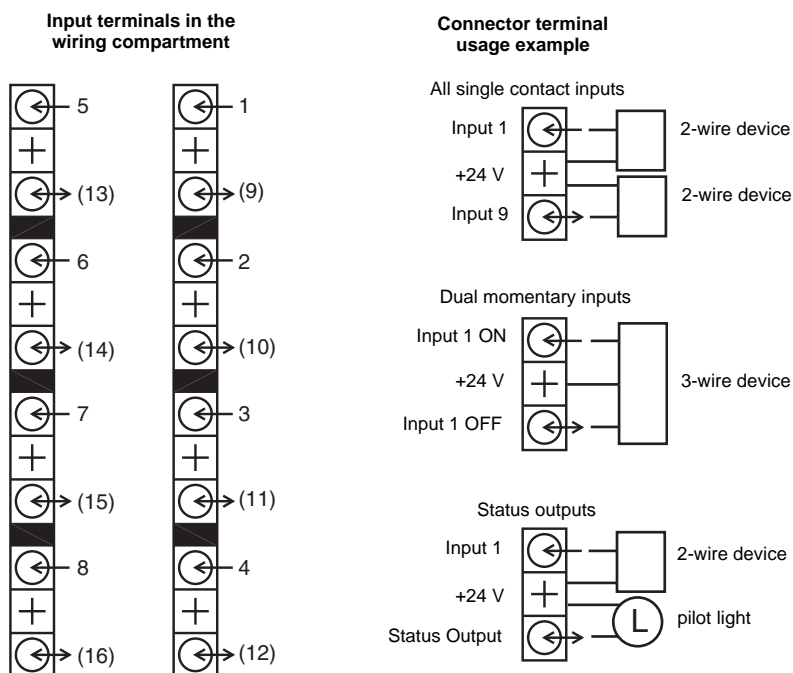 Input terminals in the
wiring compartment
5
(13)
6
(14)
7
(15)
8
(16)
1
(9)
2
(10)
3
(11)
4
(12)
Connector terminal
usage example
All single contact inputs
Input 1
2-wire device
+24 V
2-wire device
Input 9
Dual momentary inputs
Input 1 ON
+24 V
3-wire device
Input 1 OFF
Status outputs
Input 1
2-wire device
+24 V
L
pilot light
Status Output